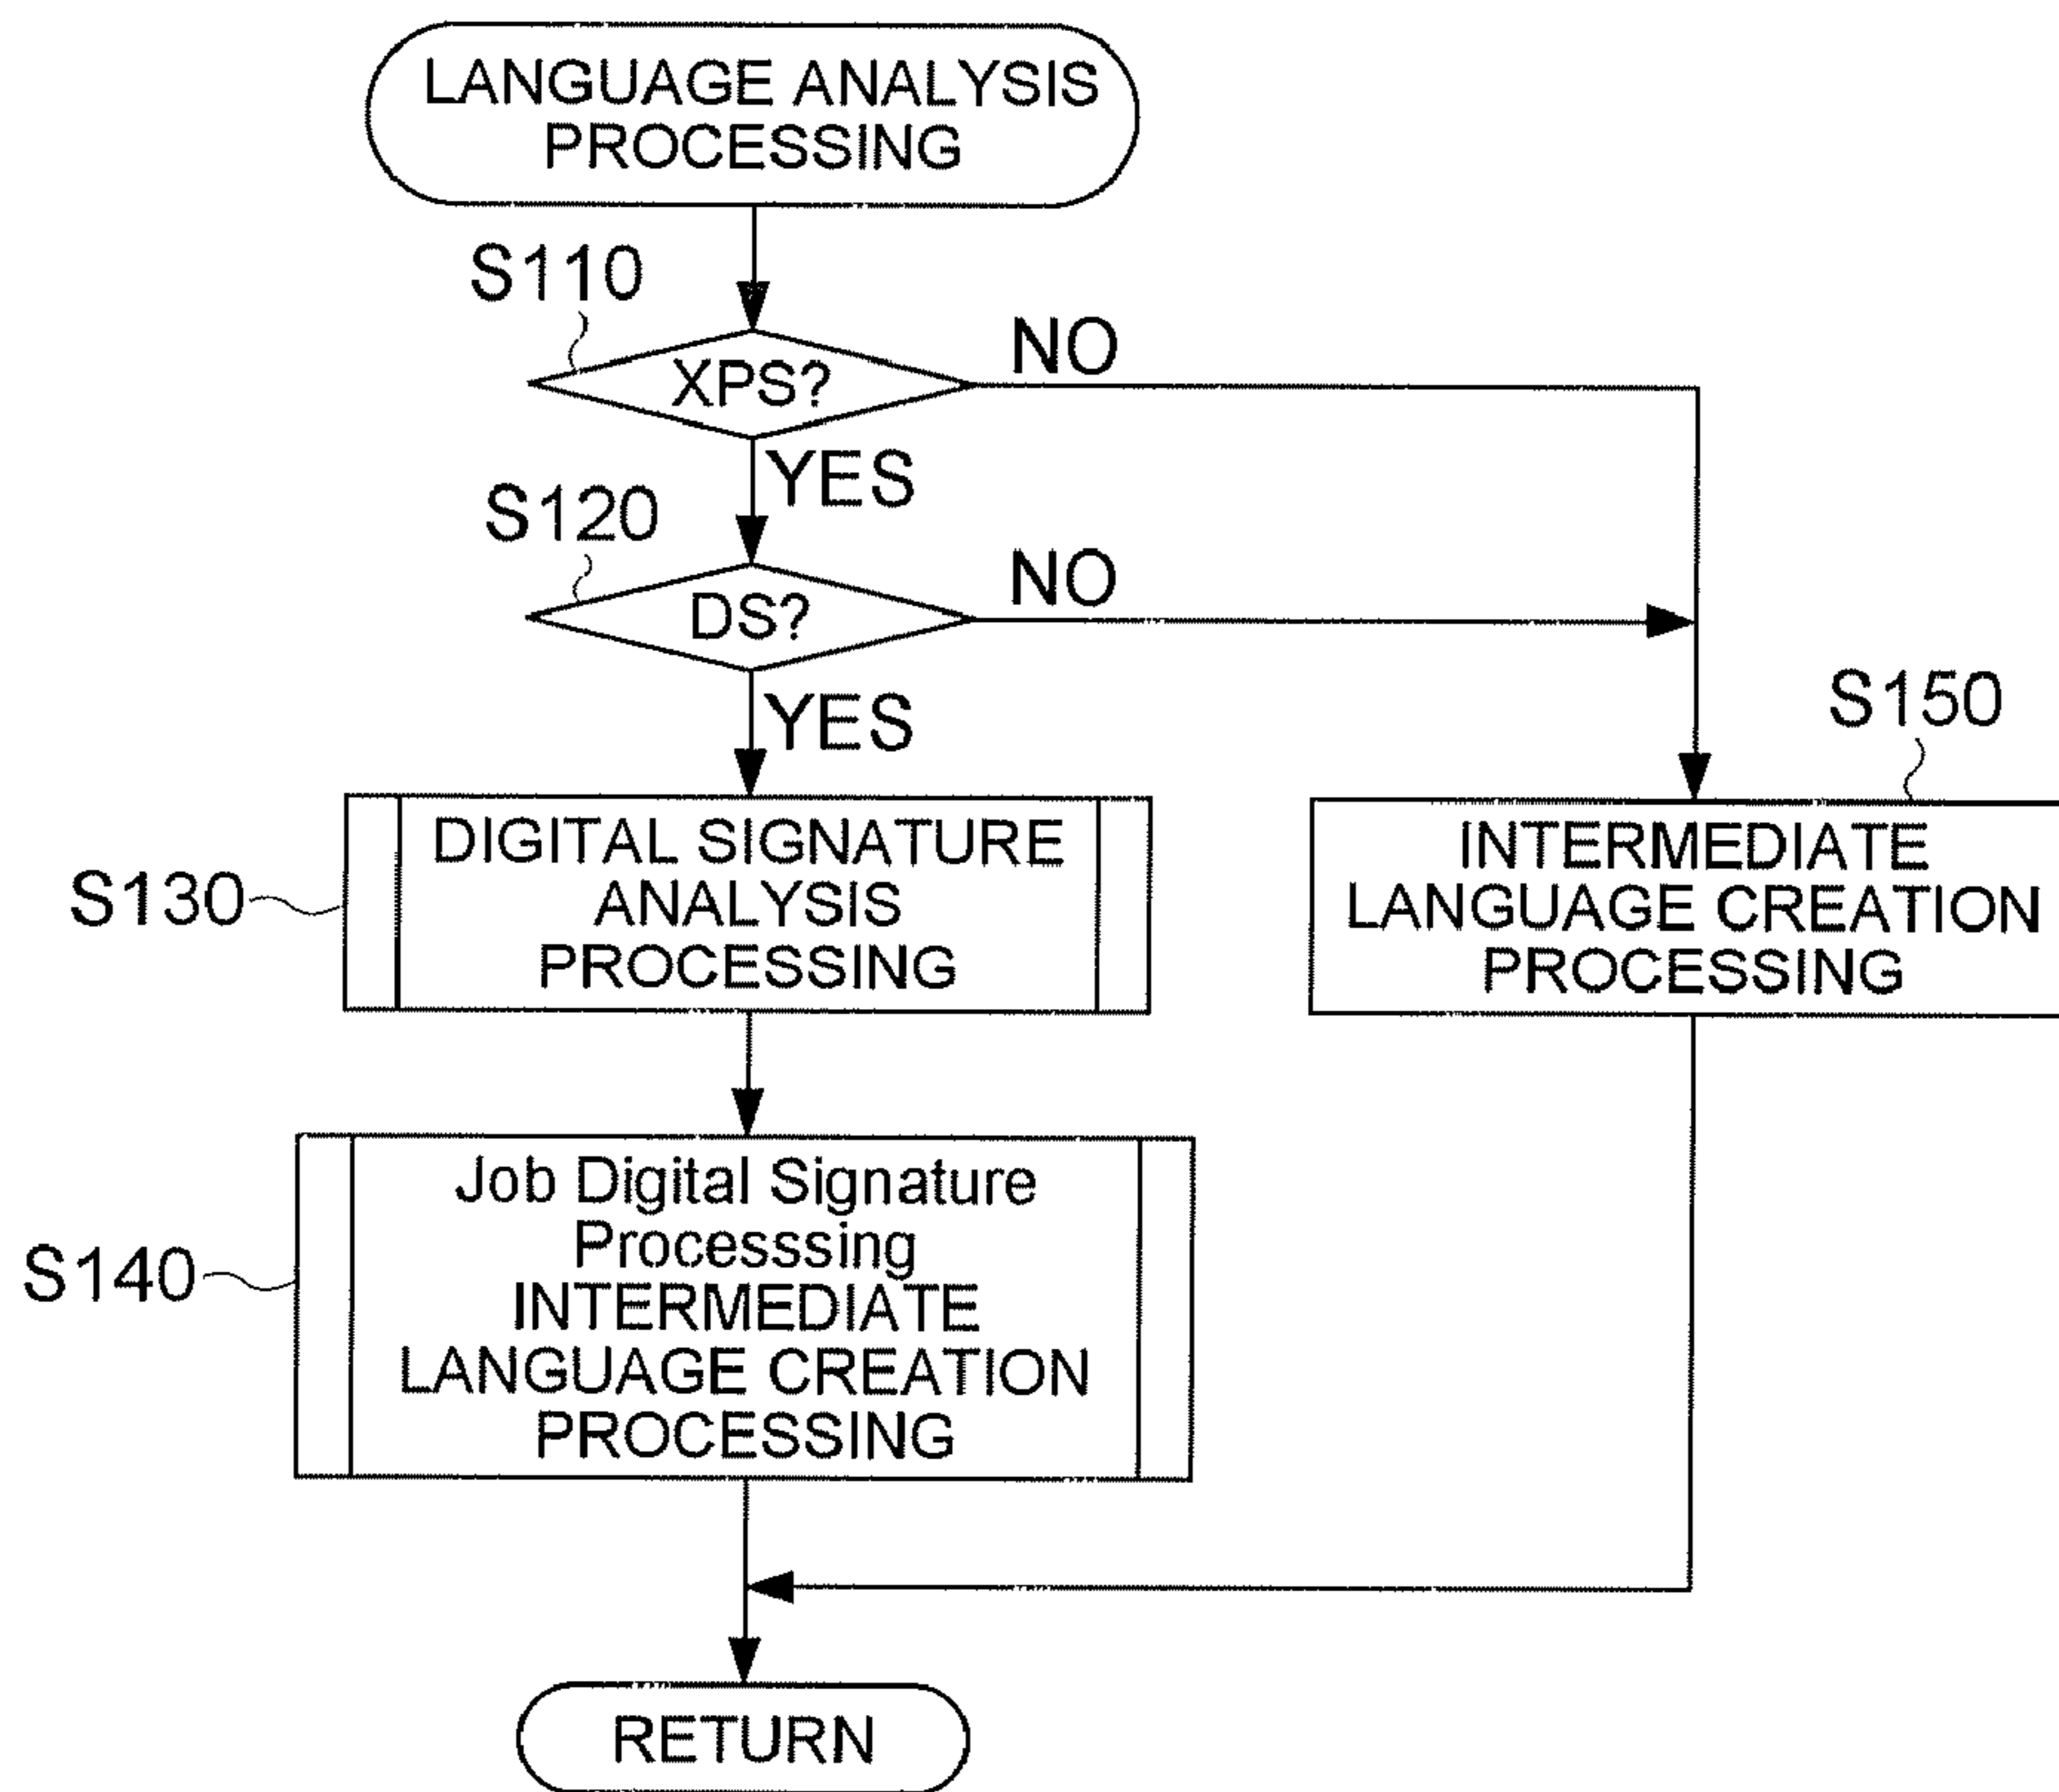 LANGUAGE ANALYSIS
PROCESSING
S110
XPS?
NO
YES
S120
DS?
NO
YES
S130
DIGITAL SIGNATURE
ANALYSIS
PROCESSING
S150
INTERMEDIATE
LANGUAGE CREATION
PROCESSING
S140
Job Digital Signature
Processsing
INTERMEDIATE
LANGUAGE CREATION
PROCESSING
RETURN